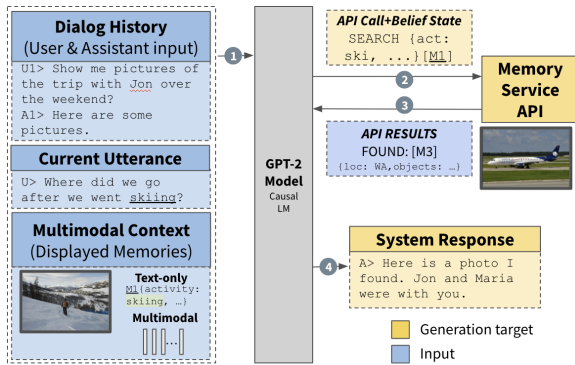 Dialog History
(User & Assistant input)
U1> Show me pictures of
the trip with Jon over
the weekend?
A1> Here are some
pictures.
Current Utterance
U> Where did we go
after we went skiing?
Multimodal Context
(Displayed Memories)
Text-only
M1{activity:
skiing, …}
Multimodal
...
1
GPT-2
Model
Causal
LM
API Call+Belief State
SEARCH {act:
ski, ...}[M1]
2
3
API RESULTS
FOUND: [M3]
{loc: WA,objects: …}
Memory
Service
API
4
System Response
A> Here is a photo I
found. Jon and Maria
were with you.
Generation target
Input